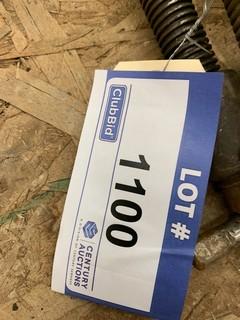 ClubBid
LOT #
1100
CENTURY
AUCTIONS